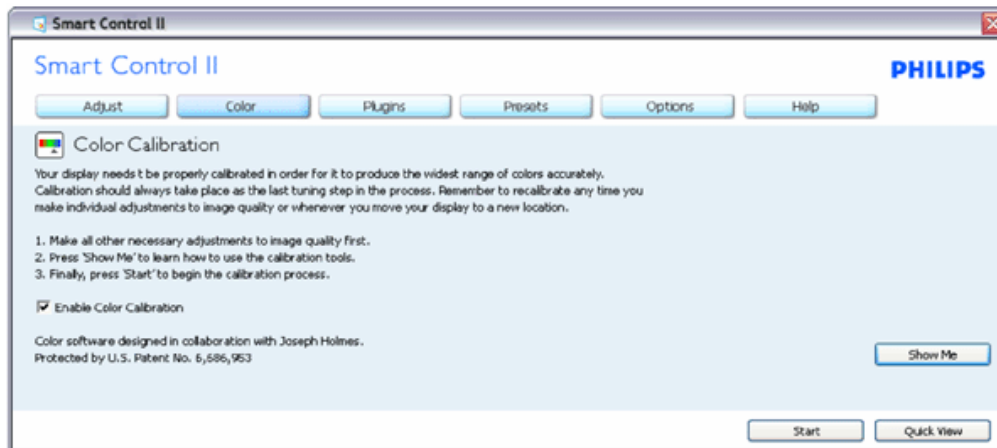 Smart Control II
Smart Control II
PHILIPS
Adjust
Color
Plugins
Presets
Options
Help
Color Calibration
Your display needs t be properly calibrated in order for it to produce the widest range of colors accurately.
Calibration should always take place as the last tuning step in the process. Remember to recalibrate any time you
make individual adjustments to image quality or whenever you move your display to a new location.
1. Make all other necessary adjustments to image quality first.
2. Press 'Show Me' to learn how to use the calibration tools.
3. Finally, press 'Start' to begin the calibration process.
Enable Color Calibration
Color software designed in collaboration with Joseph Holmes.
Protected by U.S. Patent No. 6,686,953
Show Me
Start
Quick View